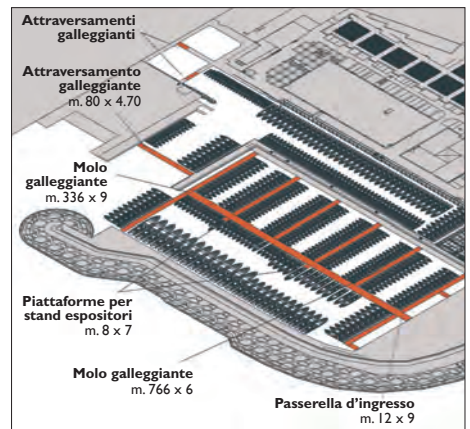 Attraversamenti
galleggianti
Attraversamento
galleggiante
m. 80 x 4.70
Molo
galleggiante
m. 336 x 9
Piattaforme per
stand espositori
m. 8 x 7
Molo galleggiante
m. 766 x 6
Passerella d'ingresso
m. 12 x 9